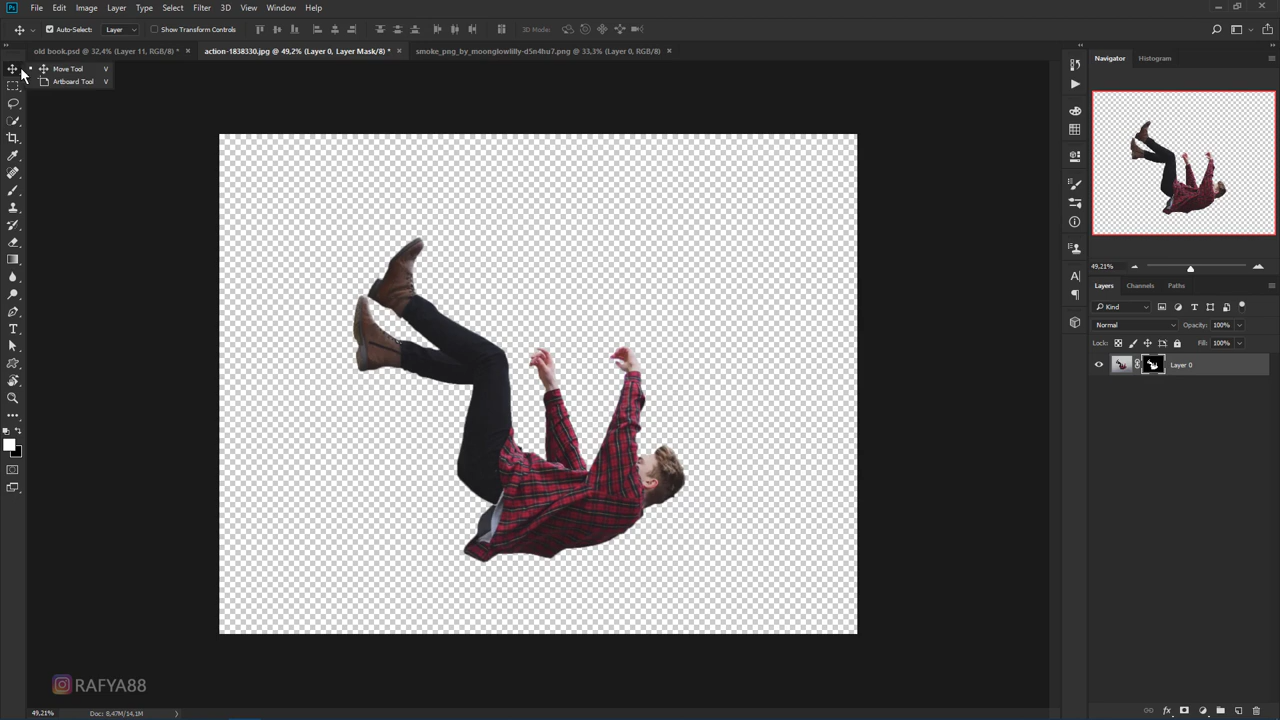 Ps File Edit Image Layer Type Select Filter 3D View Window Help
Auto-Select: Layer Show Transform Controls 3D Mode:
old book.psd @ 32,4% (Layer 11, RGB/8) * × action-1838330.jpg @ 49,2% (Layer 0, Layer Mask/8) * × smoke_png_by_moonglowlilly-d5n4hu7.png @ 33,3% (Layer 0, RGB/8) ×
Move Tool V
Artboard Tool V
Navigator Histogram
49,21%
Layers Channels Paths
Kind
Normal Opacity: 100%
Lock: Fill: 100%
Layer 0
RAFYA88
49,21% Doc: 8,47M/14,1M